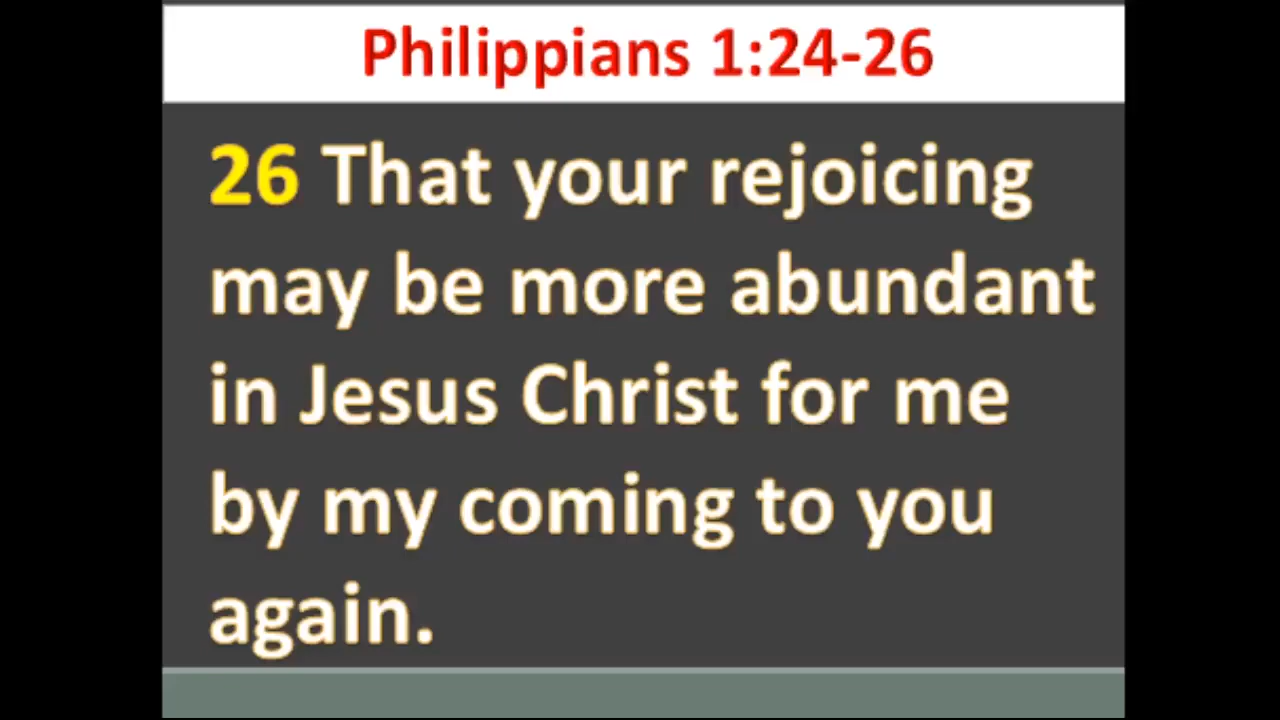 Philippians 1:24-26
26 That your rejoicing
may be more abundant
in Jesus Christ for me
by my coming to you
again.